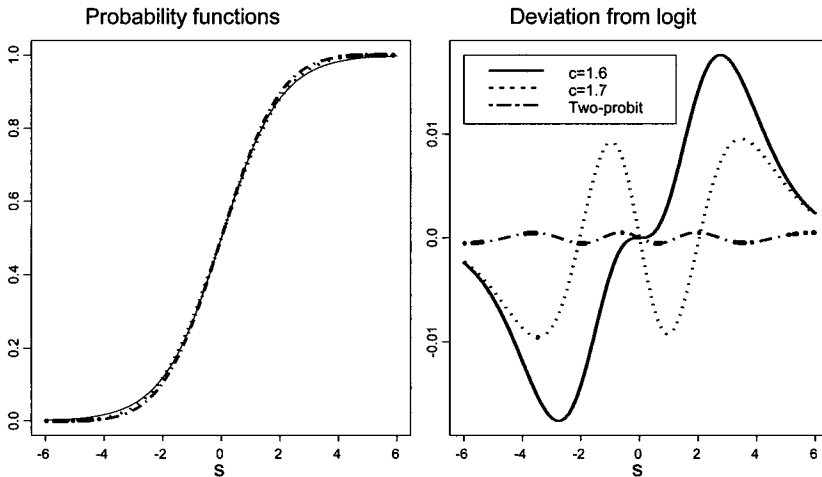 Probability functions
1.0
0.8
0.6
0.4
0.2
0.0
-6 -4 -2 0 2 4 6
S
Deviation from logit
c=1.6
c=1.7
Two-probit
0.01
0.0
-0.01
-6 -4 -2 0 2 4 6
S